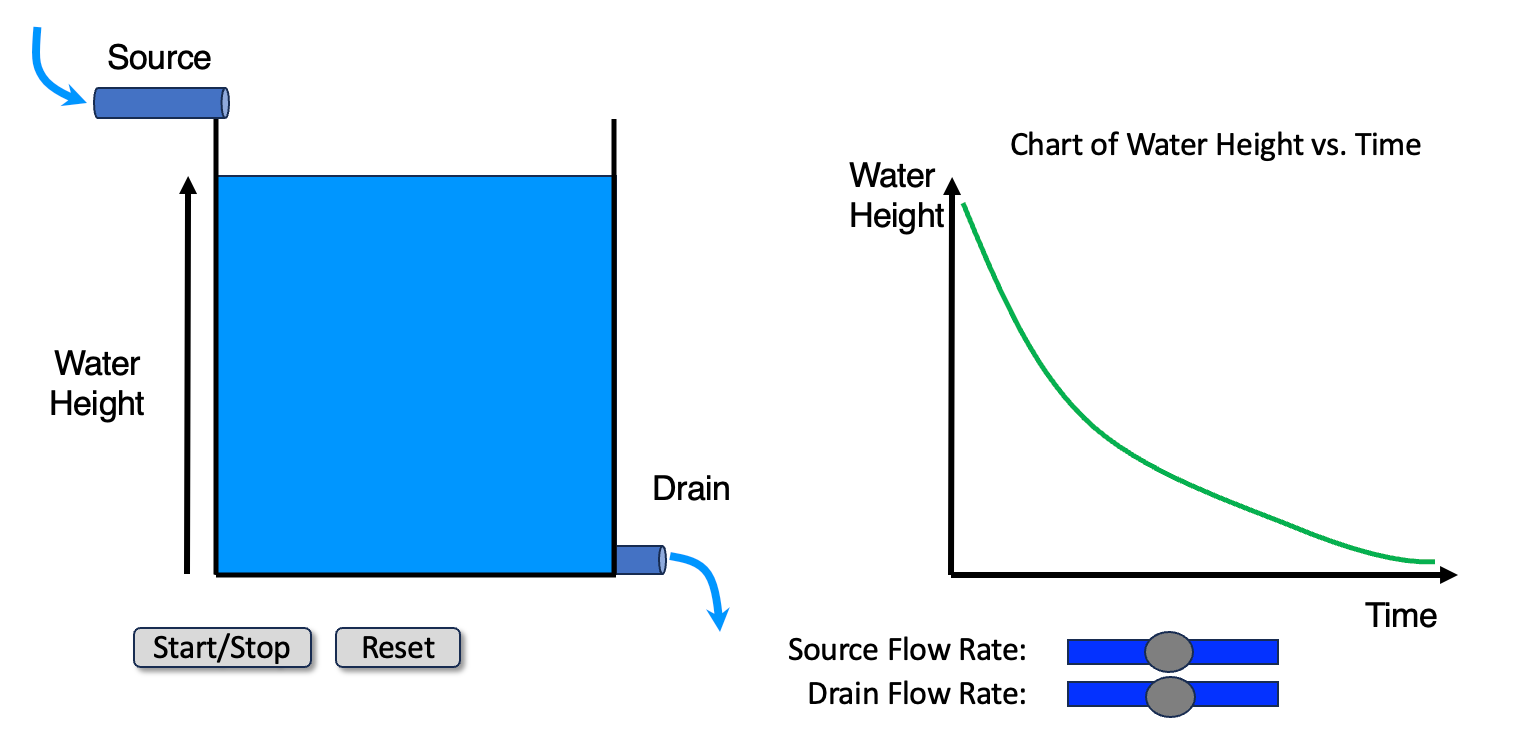 Source
Water
Height
Drain
Start/Stop
Reset
Chart of Water Height vs. Time
Water
Height
Time
Source Flow Rate:
Drain Flow Rate: